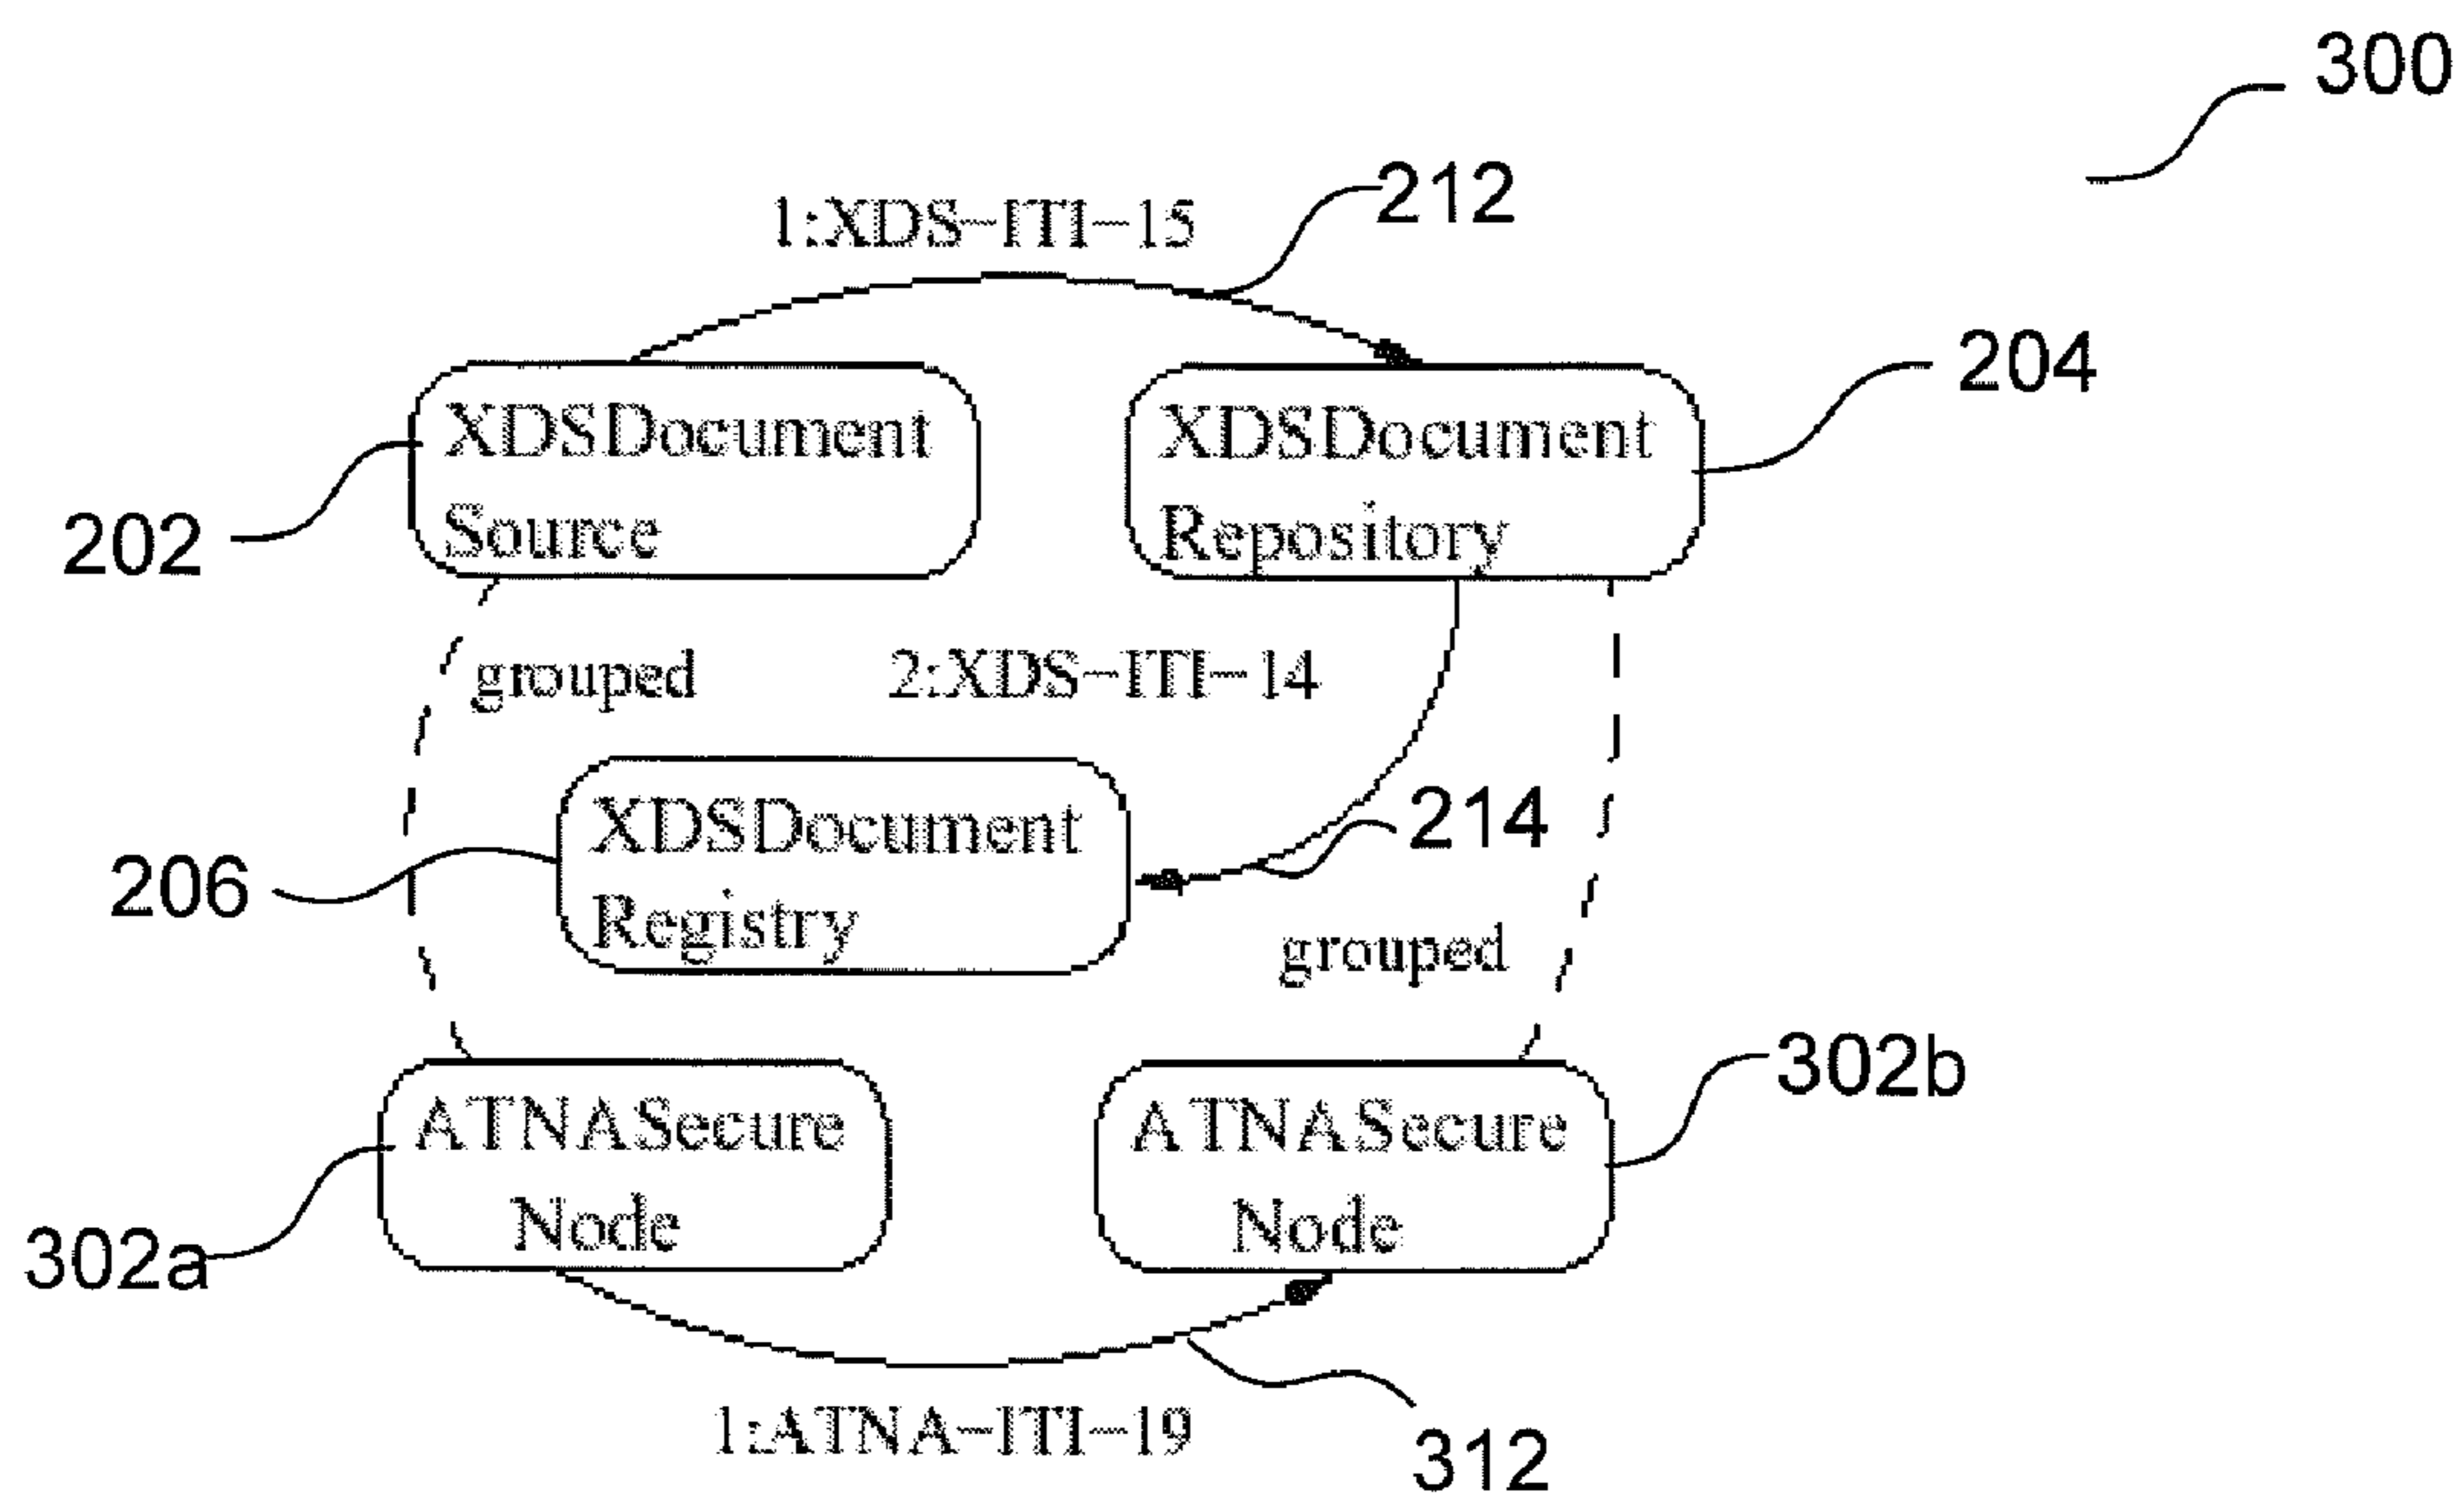 300
212
1:XDS-ITI-15
204
XDSDocument
Source
XDSDocument
Repository
202
grouped
2:XDS-ITI-14
214
XDSDocument
Registry
206
grouped
302b
ATNASecure
Node
ATNASecure
Node
302a
1:ATNA-ITI-19
312